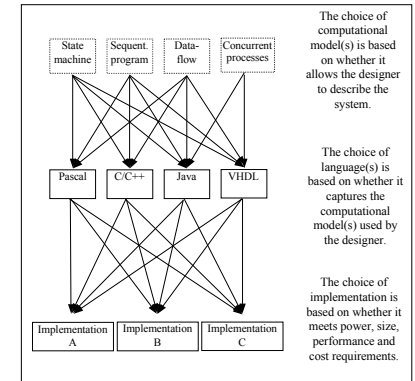 State
machine
Sequent.
program
Data-
flow
Concurrent
processes
The choice of
computational
model(s) is based
on whether it
allows the designer
to describe the
system.
Pascal
C/C++
Java
VHDL
The choice of
language(s) is
based on whether it
captures the
computational
model(s) used by
the designer.
Implementation
A
Implementation
B
Implementation
C
The choice of
implementation is
based on whether it
meets power, size,
performance and
cost requirements.